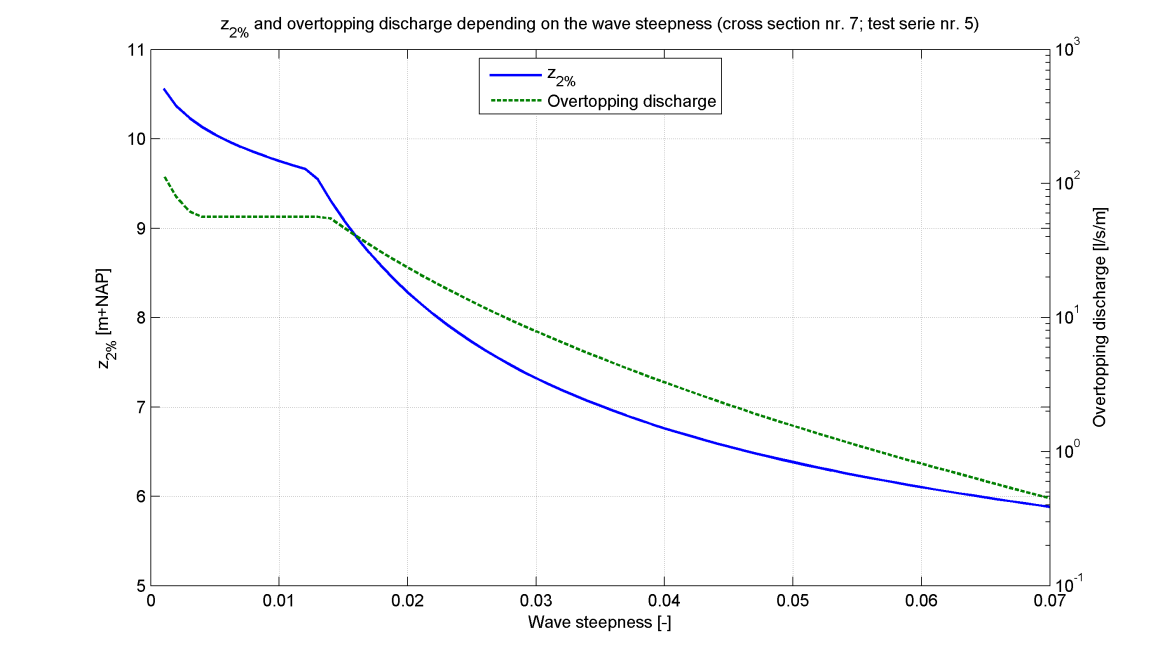 z2% and overtopping discharge depending on the wave steepness (cross section nr. 7; test serie nr. 5)
z2%
Overtopping discharge
11
10
9
8
7
6
5
z2% [m+NAP]
10^3
10^2
10^1
10^0
10^-1
Overtopping discharge [l/s/m]
0 0.01 0.02 0.03 0.04 0.05 0.06 0.07
Wave steepness [-]